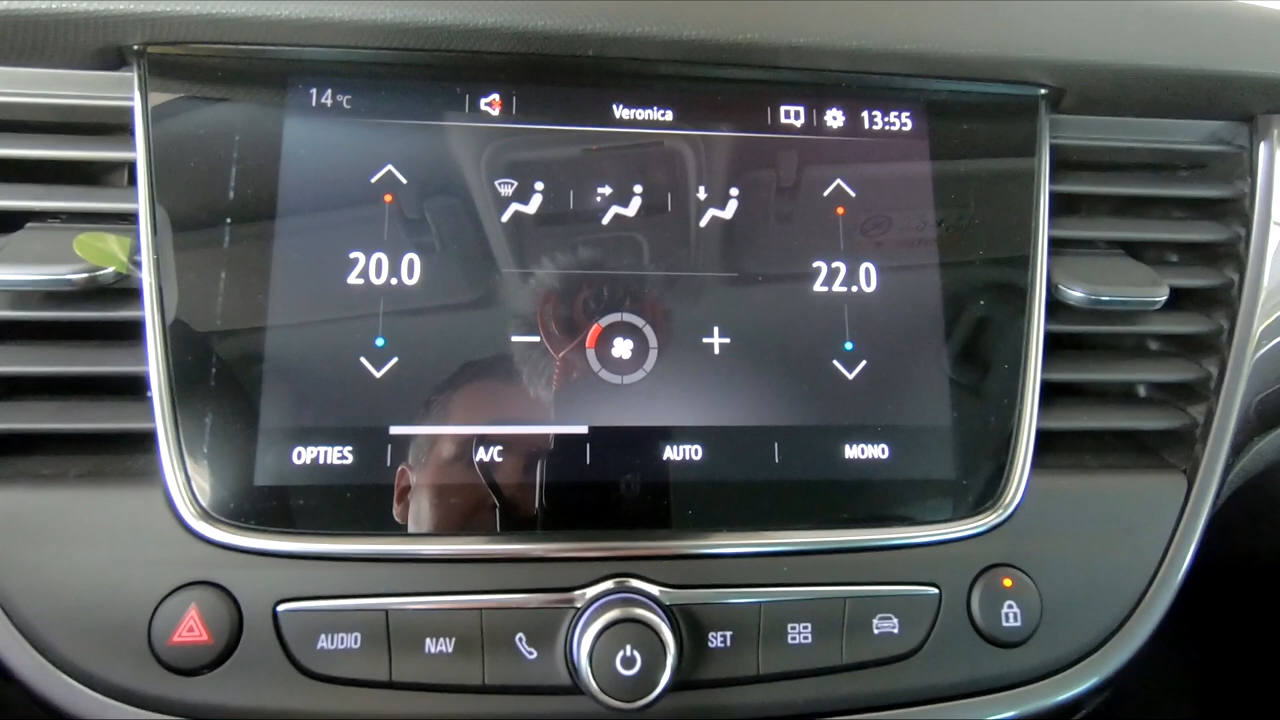 14°C
Veronica
13:55
20.0
22.0
OPTIES
A/C
AUTO
MONO
AUDIO
NAV
SET